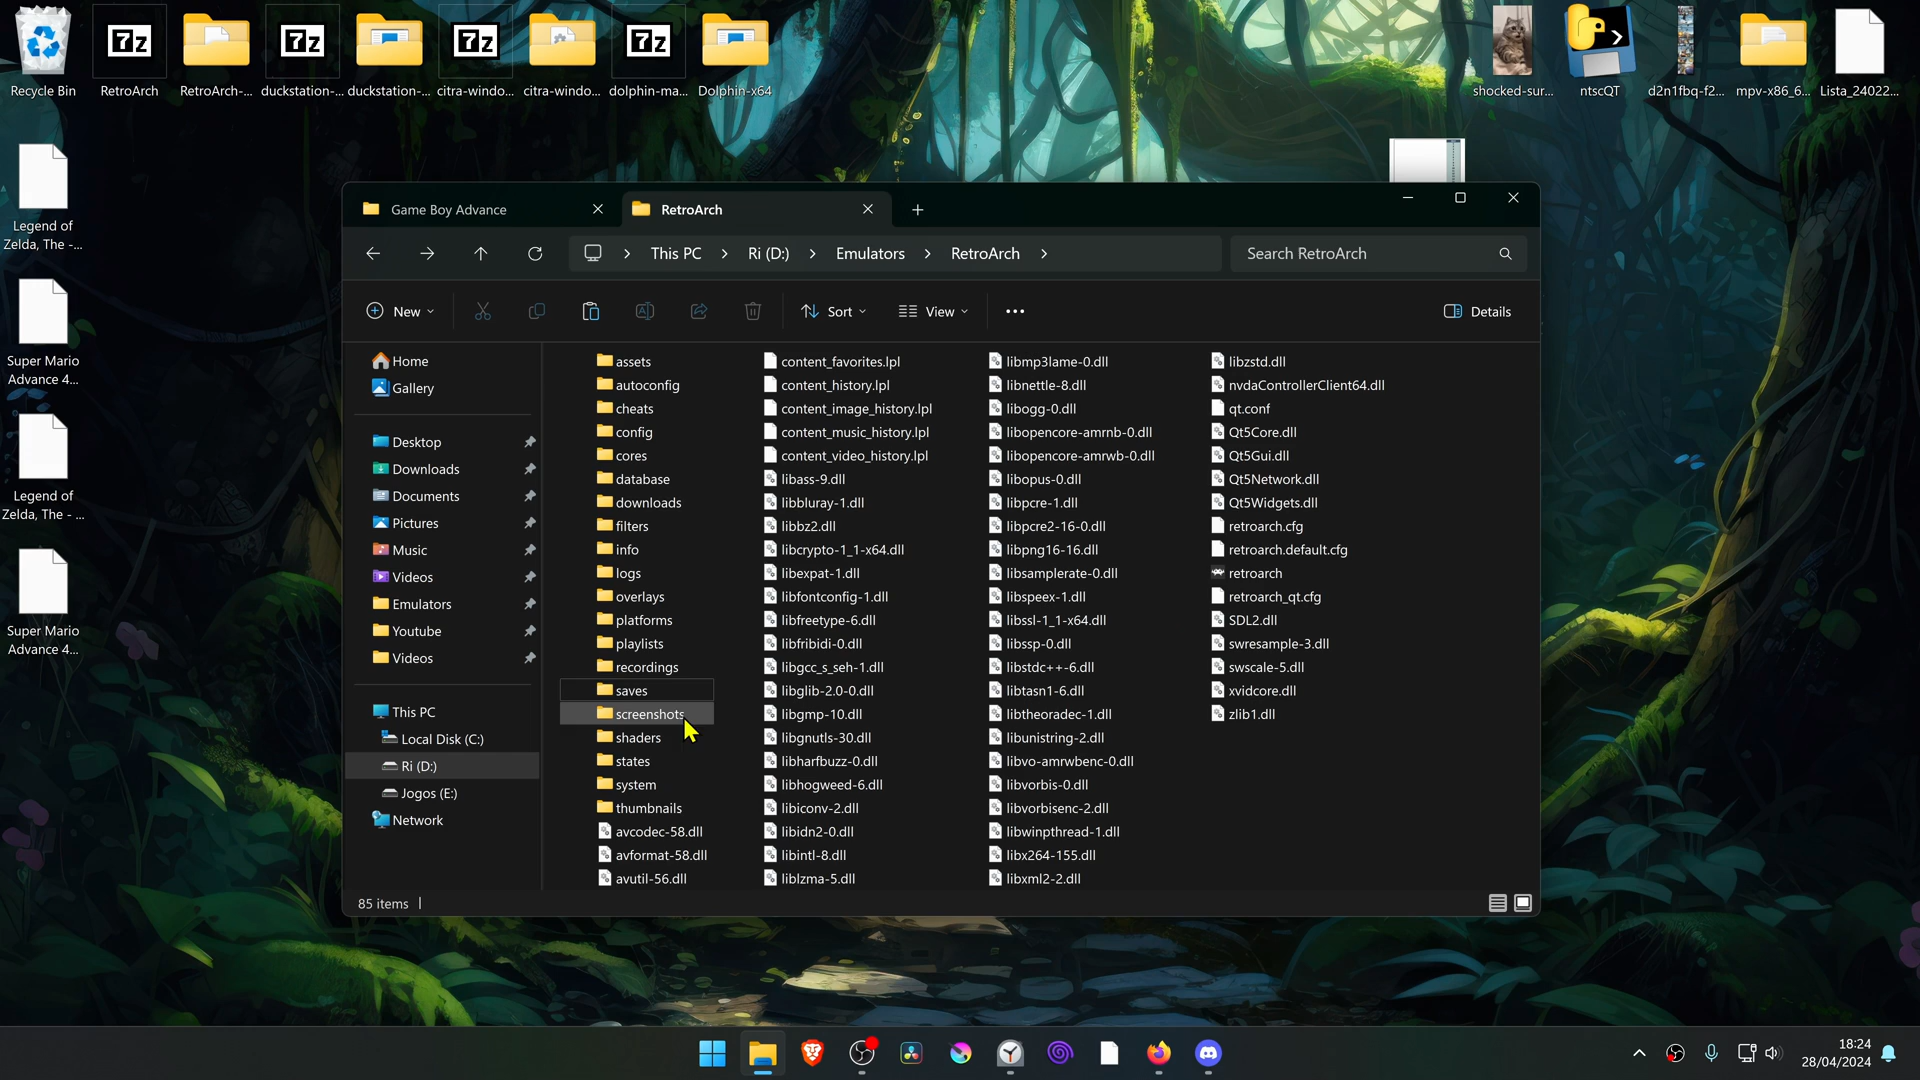 Recycle Bin
RetroArch
RetroArch-...
duckstation-...
duckstation-...
citra-windo...
citra-windo...
dolphin-ma...
Dolphin-x64
shocked-sur...
ntscQT
d2n1fbq-f2...
mpv-x86_6...
Lista_24022...
Legend of
Zelda, The -...
Super Mario
Advance 4...
Legend of
Zelda, The - ...
Super Mario
Advance 4...
Game Boy Advance
RetroArch
This PC
Ri (D:)
Emulators
RetroArch
Search RetroArch
New
Sort
View
Details
Home
Gallery
Desktop
Downloads
Documents
Pictures
Music
Videos
Emulators
Youtube
Videos
This PC
Local Disk (C:)
Ri (D:)
Jogos (E:)
Network
assets
autoconfig
cheats
config
cores
database
downloads
filters
info
logs
overlays
platforms
playlists
recordings
saves
screenshots
shaders
states
system
thumbnails
avcodec-58.dll
avformat-58.dll
avutil-56.dll
content_favorites.lpl
content_history.lpl
content_image_history.lpl
content_music_history.lpl
content_video_history.lpl
libass-9.dll
libbluray-1.dll
libbz2.dll
libcrypto-1_1-x64.dll
libexpat-1.dll
libfontconfig-1.dll
libfreetype-6.dll
libfribidi-0.dll
libgcc_s_seh-1.dll
libglib-2.0-0.dll
libgmp-10.dll
libgnutls-30.dll
libharfbuzz-0.dll
libhogweed-6.dll
libiconv-2.dll
libidn2-0.dll
libintl-8.dll
liblzma-5.dll
libmp3lame-0.dll
libnettle-8.dll
libogg-0.dll
libopencore-amrnb-0.dll
libopencore-amrwb-0.dll
libopus-0.dll
libpcre-1.dll
libpcre2-16-0.dll
libpng16-16.dll
libsamplerate-0.dll
libspeex-1.dll
libssl-1_1-x64.dll
libssp-0.dll
libstdc++-6.dll
libtasn1-6.dll
libtheoradec-1.dll
libunistring-2.dll
libvo-amrwbenc-0.dll
libvorbis-0.dll
libvorbisenc-2.dll
libwinpthread-1.dll
libx264-155.dll
libxml2-2.dll
libzstd.dll
nvdaControllerClient64.dll
qt.conf
Qt5Core.dll
Qt5Gui.dll
Qt5Network.dll
Qt5Widgets.dll
retroarch.cfg
retroarch.default.cfg
retroarch
retroarch_qt.cfg
SDL2.dll
swresample-3.dll
swscale-5.dll
xvidcore.dll
zlib1.dll
85 items
18:24
28/04/2024